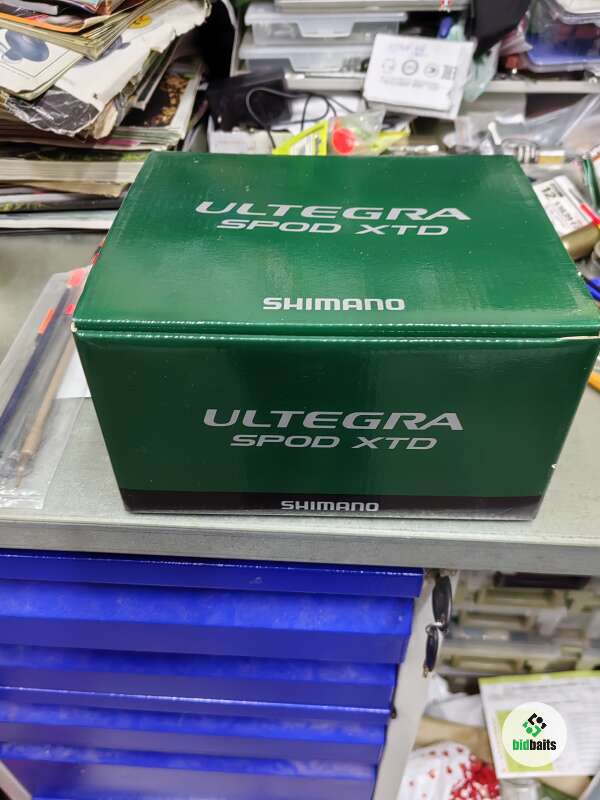 ULTEGRA
SPOD XTD
SHIMANO
ULTEGRA
SPOD XTD
SHIMANO
bidbaits